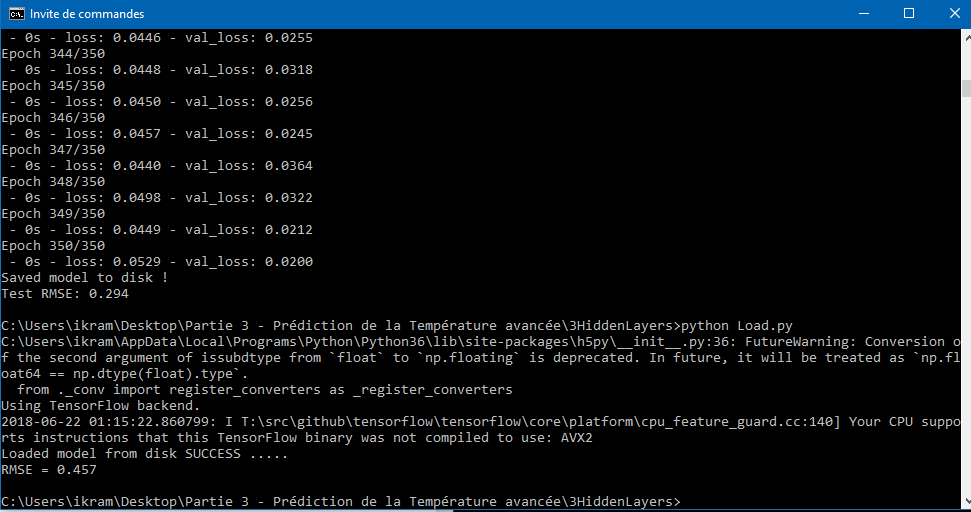 Invite de commandes
- 0s - loss: 0.0446 - val_loss: 0.0255
Epoch 344/350
- 0s - loss: 0.0448 - val_loss: 0.0318
Epoch 345/350
- 0s - loss: 0.0450 - val_loss: 0.0256
Epoch 346/350
- 0s - loss: 0.0457 - val_loss: 0.0245
Epoch 347/350
- 0s - loss: 0.0440 - val_loss: 0.0364
Epoch 348/350
- 0s - loss: 0.0498 - val_loss: 0.0322
Epoch 349/350
- 0s - loss: 0.0449 - val_loss: 0.0212
Epoch 350/350
- 0s - loss: 0.0529 - val_loss: 0.0200
Saved model to disk !
Test RMSE: 0.294
C:\Users\ikram\Desktop\Partie 3 - Prédiction de la Température avancée\3HiddenLayers>python Load.py
C:\Users\ikram\AppData\Local\Programs\Python\Python36\lib\site-packages\h5py\__init__.py:36: FutureWarning: Conversion o
f the second argument of issubdtype from `float` to `np.floating` is deprecated. In future, it will be treated as `np.fl
oat64 == np.dtype(float).type`.
from ._conv import register_converters as _register_converters
Using TensorFlow backend.
2018-06-22 01:15:22.860799: I T:\src\github\tensorflow\tensorflow\core\platform\cpu_feature_guard.cc:140] Your CPU suppo
rts instructions that this TensorFlow binary was not compiled to use: AVX2
Loaded model from disk SUCCESS .....
RMSE = 0.457
C:\Users\ikram\Desktop\Partie 3 - Prédiction de la Température avancée\3HiddenLayers>